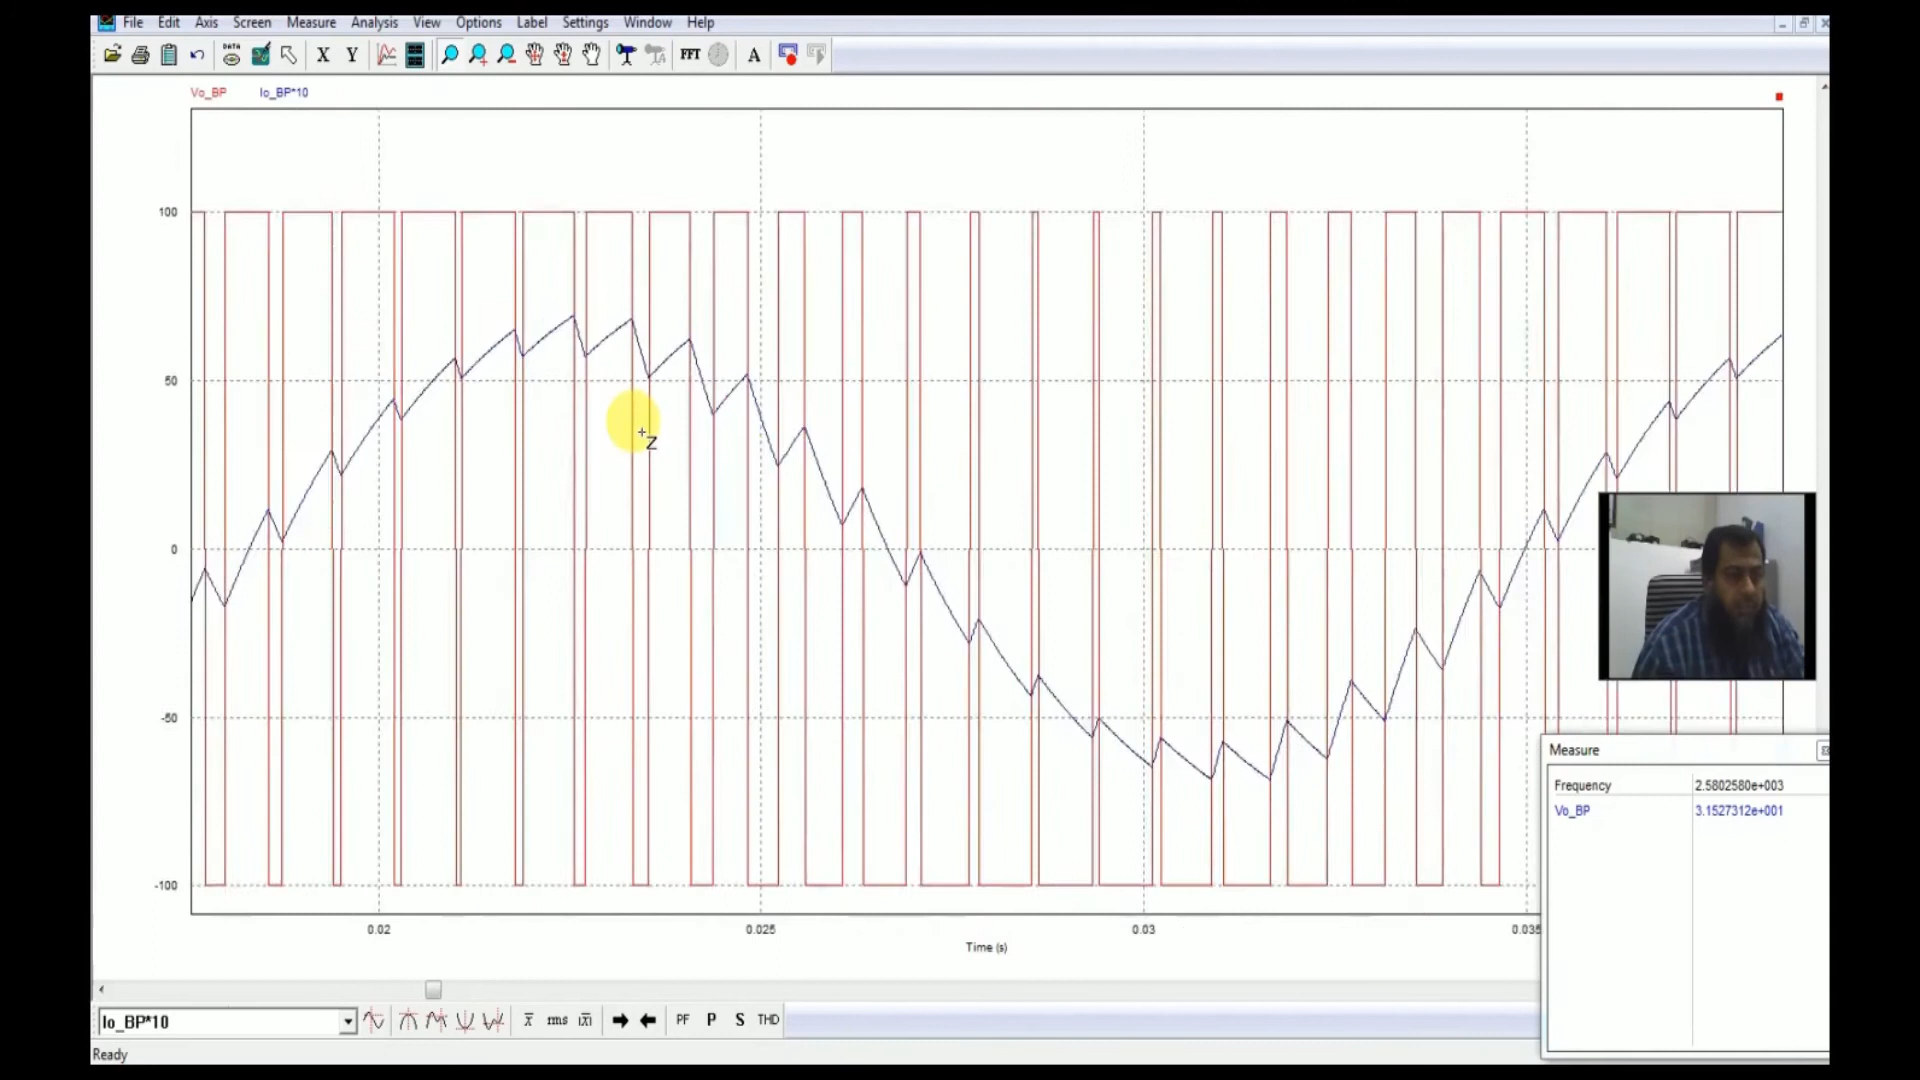 File Edit Axis Screen Measure Analysis View Options Label Settings Window Help
DATA X Y FFT A
Vo_BP Io_BP*10
100
50
0
-50
-100
Z
0.02 0.025 0.03 0.035
Time (s)
Measure
Frequency 2.5802580e+003
Vo_BP 3.1527312e+001
Io_BP*10 x rms |x| PF P S THD
Ready